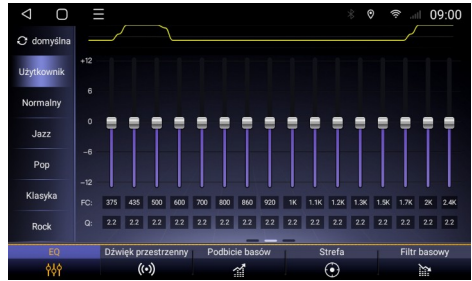 09:00
domyślna
Użytkownik
Normalny
Jazz
Pop
Klasyka
Rock
+12
6
0
-6
-12
FC: 375 435 500 600 700 800 860 920 1K 1.1K 1.2K 1.3K 1.5K 1.7K 2K 2.4K
Q: 2.2 2.2 2.2 2.2 2.2 2.2 2.2 2.2 2.2 2.2 2.2 2.2 2.2 2.2 2.2 2.2
EQ Dźwięk przestrzenny Podbicie basów Strefa Filtr basowy